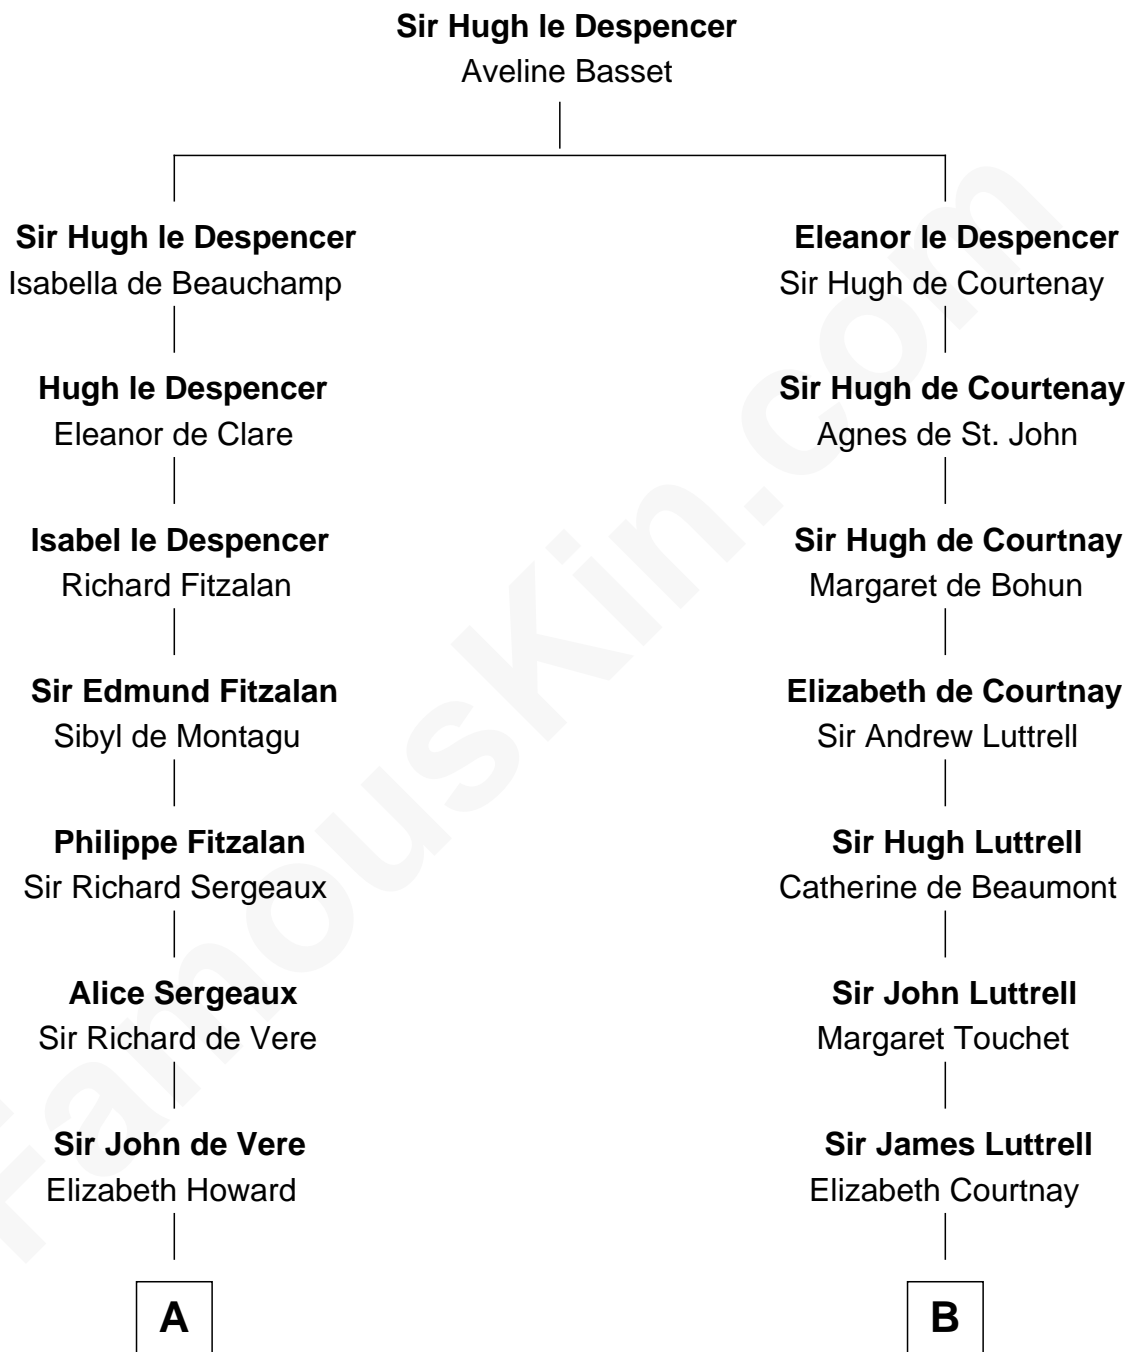 Sir Hugh le Despencer
Aveline Basset
Sir Hugh le Despencer
Isabella de Beauchamp
Eleanor le Despencer
Sir Hugh de Courtenay
Hugh le Despencer
Eleanor de Clare
Sir Hugh de Courtenay
Agnes de St. John
Isabel le Despencer
Richard Fitzalan
Sir Hugh de Courtnay
Margaret de Bohun
Sir Edmund Fitzalan
Sibyl de Montagu
Elizabeth de Courtnay
Sir Andrew Luttrell
Philippe Fitzalan
Sir Richard Sergeaux
Sir Hugh Luttrell
Catherine de Beaumont
Alice Sergeaux
Sir Richard de Vere
Sir John Luttrell
Margaret Touchet
Sir John de Vere
Elizabeth Howard
Sir James Luttrell
Elizabeth Courtnay
A
B
FamousKin.com